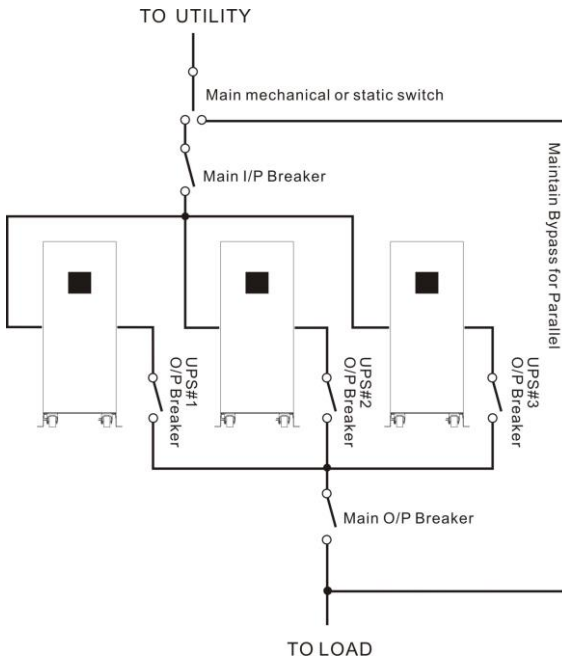 TO UTILITY
Main mechanical or static switch
Main I/P Breaker
Maintain Bypass for Parallel
UPS#1
O/P Breaker
UPS#2
O/P Breaker
UPS#3
O/P Breaker
Main O/P Breaker
TO LOAD